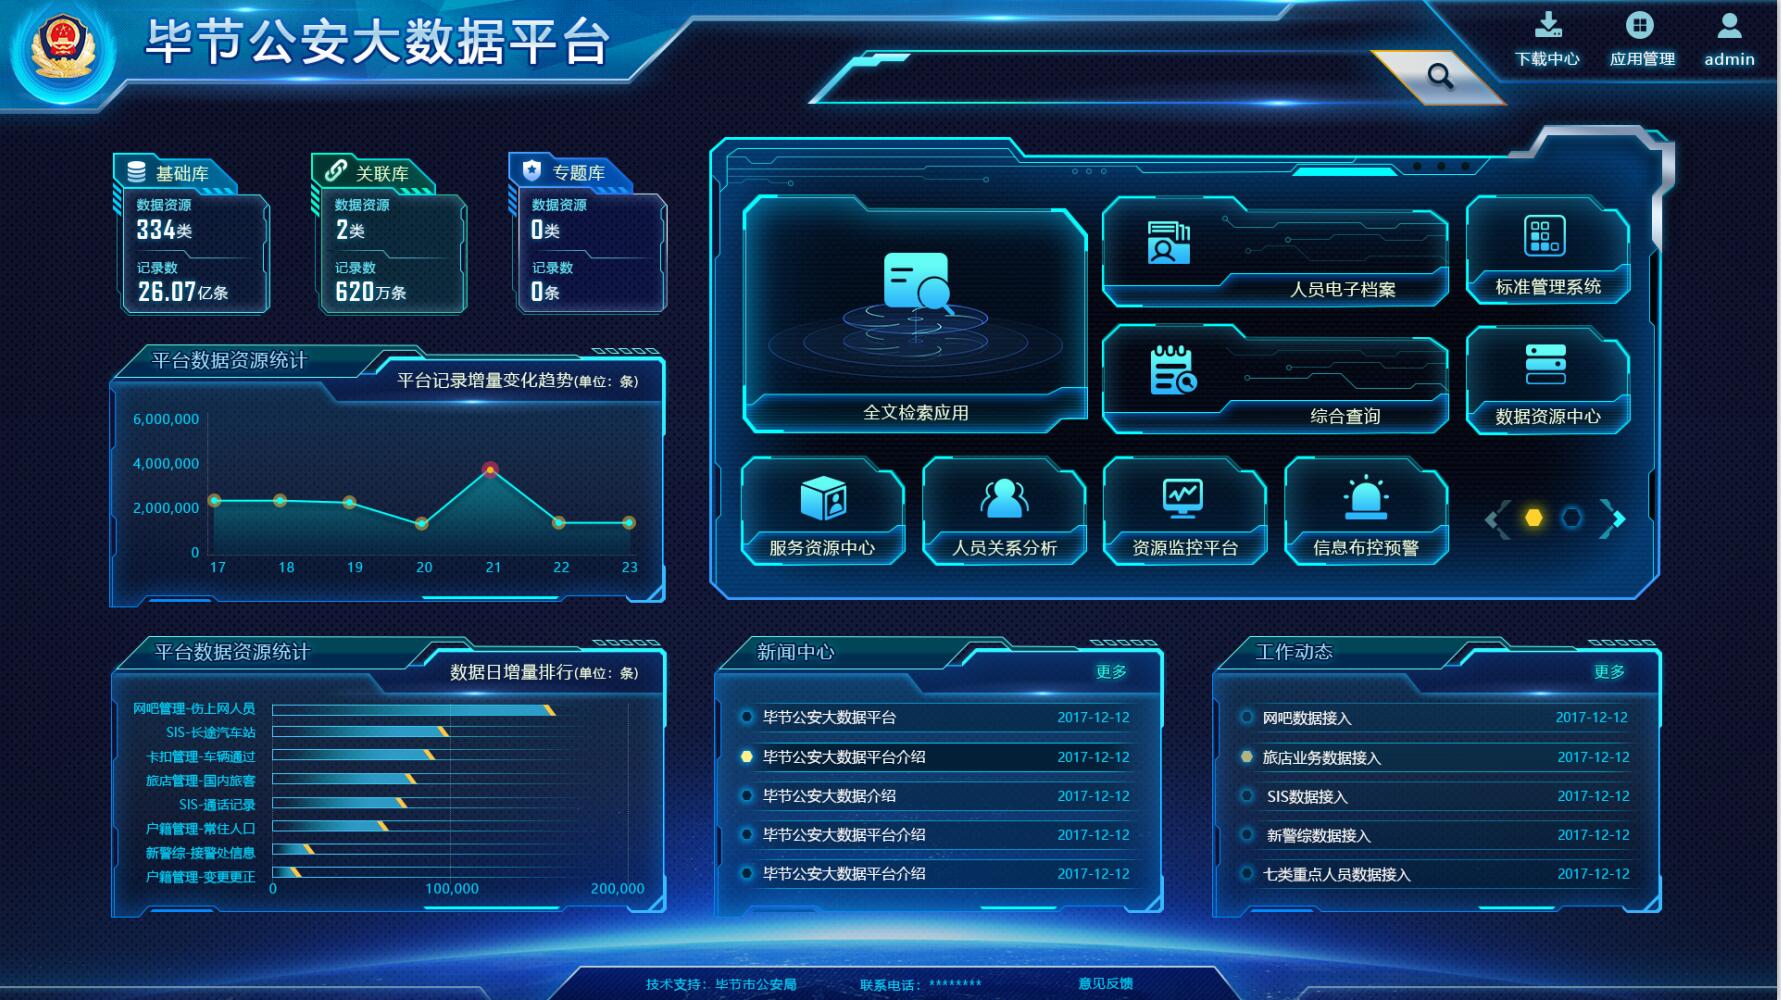 毕节公安大数据平台
下载中心
应用管理
admin
基础库
数据资源
334类
记录数
26.07亿条
关联库
数据资源
2类
记录数
620万条
专题库
数据资源
0类
记录数
0条
平台数据资源统计
平台记录增量变化趋势(单位：条)
6,000,000
4,000,000
2,000,000
0
17 18 19 20 21 22 23
全文检索应用
人员电子档案
标准管理系统
综合查询
数据资源中心
服务资源中心
人员关系分析
资源监控平台
信息布控预警
平台数据资源统计
数据日增量排行(单位：条)
网吧管理-伤上网人员
SIS-长途汽车站
卡扣管理-车辆通过
旅店管理-国内旅客
SIS-通话记录
户籍管理-常住人口
新警综-接警处信息
户籍管理-变更更正
0 100,000 200,000
新闻中心
更多
毕节公安大数据平台 2017-12-12
毕节公安大数据平台介绍 2017-12-12
毕节公安大数据介绍 2017-12-12
毕节公安大数据平台介绍 2017-12-12
毕节公安大数据平台介绍 2017-12-12
工作动态
更多
网吧数据接入 2017-12-12
旅店业务数据接入 2017-12-12
SIS数据接入 2017-12-12
新警综数据接入 2017-12-12
七类重点人员数据接入 2017-12-12
技术支持：毕节市公安局
联系电话：********
意见反馈